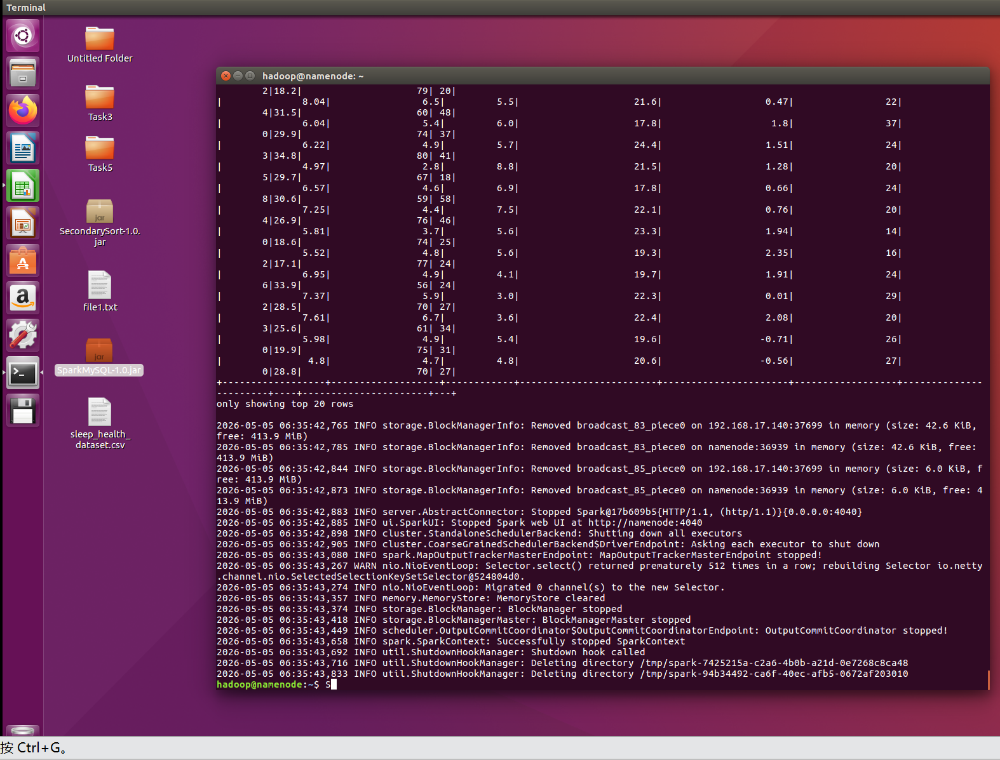 Terminal
Untitled Folder
Task3
Task5
jar
SecondarySort-1.0.
jar
file1.txt
jar
SparkMySQL-1.0.jar
sleep_health_
dataset.csv
hadoop@namenode: ~
2|18.2| 79| 20|
| 8.04| 6.5| 5.5| 21.6| 0.47| 22|
4|31.5| 60| 48|
| 6.04| 5.4| 6.0| 17.8| 1.8| 37|
0|29.9| 74| 37|
| 6.22| 4.9| 5.7| 24.4| 1.51| 24|
3|34.8| 80| 41|
| 4.97| 2.8| 8.8| 21.5| 1.28| 20|
5|29.7| 67| 18|
| 6.57| 4.6| 6.9| 17.8| 0.66| 24|
8|30.6| 59| 58|
| 7.25| 4.4| 7.5| 22.1| 0.76| 20|
4|26.9| 76| 46|
| 5.81| 3.7| 5.6| 23.3| 1.94| 14|
0|18.6| 74| 25|
| 5.52| 4.8| 5.6| 19.3| 2.35| 16|
2|17.1| 77| 24|
| 6.95| 4.9| 4.1| 19.7| 1.91| 24|
6|33.9| 56| 24|
| 7.37| 5.9| 3.0| 22.3| 0.01| 29|
2|28.5| 70| 27|
| 7.61| 6.7| 3.6| 22.4| 2.08| 20|
3|25.6| 61| 34|
| 5.98| 4.9| 5.4| 19.6| -0.71| 26|
0|19.9| 75| 31|
| 4.8| 4.7| 4.8| 20.6| -0.56| 27|
0|28.8| 70| 27|
+------------------+-------------------+------------+------------------------+----------------------+------------------+--------------
---------+----+----------------------+---+
only showing top 20 rows
2026-05-05 06:35:42,765 INFO storage.BlockManagerInfo: Removed broadcast_83_piece0 on 192.168.17.140:37699 in memory (size: 42.6 KiB,
free: 413.9 MiB)
2026-05-05 06:35:42,785 INFO storage.BlockManagerInfo: Removed broadcast_83_piece0 on namenode:36939 in memory (size: 42.6 KiB, free:
413.9 MiB)
2026-05-05 06:35:42,844 INFO storage.BlockManagerInfo: Removed broadcast_85_piece0 on 192.168.17.140:37699 in memory (size: 6.0 KiB, f
ree: 413.9 MiB)
2026-05-05 06:35:42,873 INFO storage.BlockManagerInfo: Removed broadcast_85_piece0 on namenode:36939 in memory (size: 6.0 KiB, free: 4
13.9 MiB)
2026-05-05 06:35:42,883 INFO server.AbstractConnector: Stopped Spark@17b609b5{HTTP/1.1, (http/1.1)}{0.0.0.0:4040}
2026-05-05 06:35:42,885 INFO ui.SparkUI: Stopped Spark web UI at http://namenode:4040
2026-05-05 06:35:42,898 INFO cluster.StandaloneSchedulerBackend: Shutting down all executors
2026-05-05 06:35:42,905 INFO cluster.CoarseGrainedSchedulerBackend$DriverEndpoint: Asking each executor to shut down
2026-05-05 06:35:43,080 INFO spark.MapOutputTrackerMasterEndpoint: MapOutputTrackerMasterEndpoint stopped!
2026-05-05 06:35:43,267 WARN nio.NioEventLoop: Selector.select() returned prematurely 512 times in a row; rebuilding Selector io.netty
.channel.nio.SelectedSelectionKeySetSelector@524804d0.
2026-05-05 06:35:43,274 INFO nio.NioEventLoop: Migrated 0 channel(s) to the new Selector.
2026-05-05 06:35:43,357 INFO memory.MemoryStore: MemoryStore cleared
2026-05-05 06:35:43,374 INFO storage.BlockManager: BlockManager stopped
2026-05-05 06:35:43,418 INFO storage.BlockManagerMaster: BlockManagerMaster stopped
2026-05-05 06:35:43,449 INFO scheduler.OutputCommitCoordinator$OutputCommitCoordinatorEndpoint: OutputCommitCoordinator stopped!
2026-05-05 06:35:43,658 INFO spark.SparkContext: Successfully stopped SparkContext
2026-05-05 06:35:43,692 INFO util.ShutdownHookManager: Shutdown hook called
2026-05-05 06:35:43,716 INFO util.ShutdownHookManager: Deleting directory /tmp/spark-7425215a-c2a6-4b0b-a21d-0e7268c8ca48
2026-05-05 06:35:43,833 INFO util.ShutdownHookManager: Deleting directory /tmp/spark-94b34492-ca6f-40ec-afb5-0672af203010
hadoop@namenode:~$ S
按 Ctrl+G。